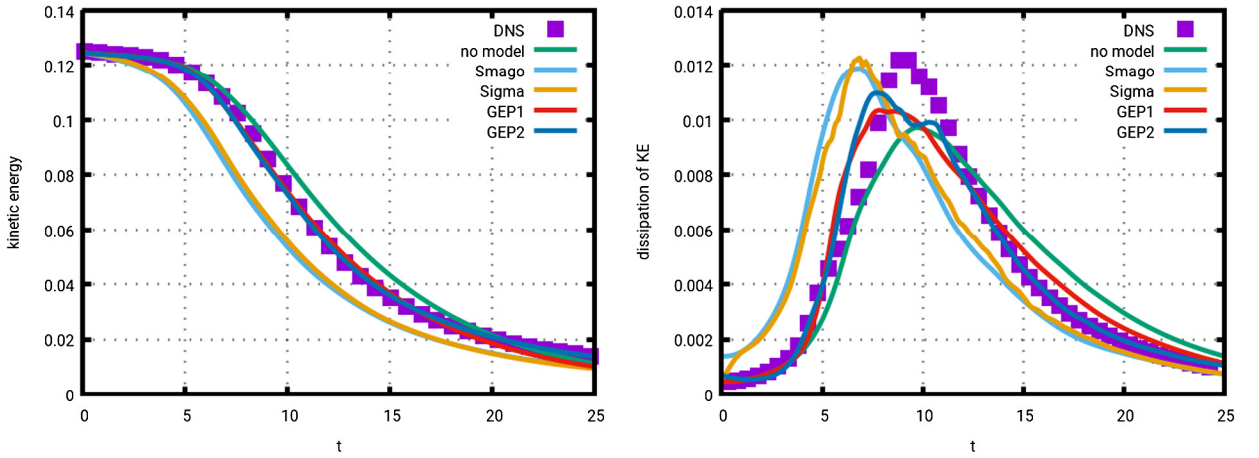 0.14
0.12
0.1
0.08
0.06
0.04
0.02
0
kinetic energy
0 5 10 15 20 25
t
DNS
no model
Smago
Sigma
GEP1
GEP2
0.014
0.012
0.01
0.008
0.006
0.004
0.002
0
dissipation of KE
0 5 10 15 20 25
t
DNS
no model
Smago
Sigma
GEP1
GEP2